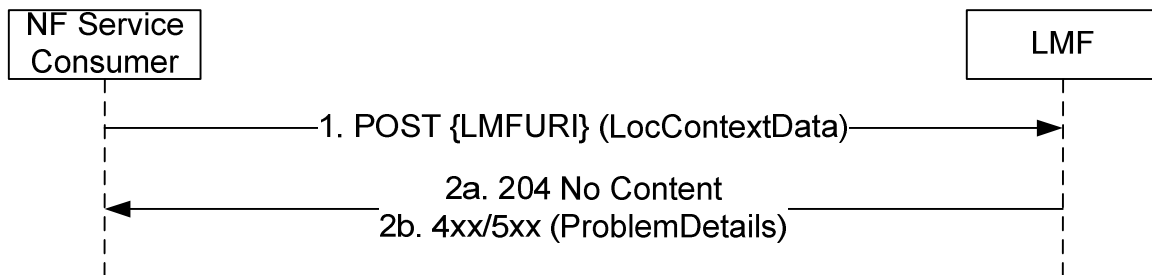 NF Service
Consumer
LMF
1. POST {LMFURI} (LocContextData)
2a. 204 No Content
2b. 4xx/5xx (ProblemDetails)